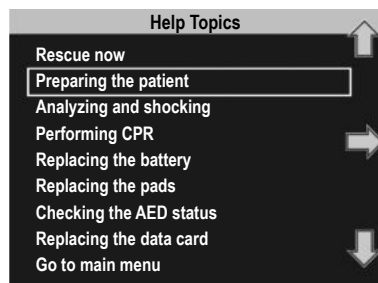 Help Topics
Rescue now
Preparing the patient
Analyzing and shocking
Performing CPR
Replacing the battery
Replacing the pads
Checking the AED status
Replacing the data card
Go to main menu